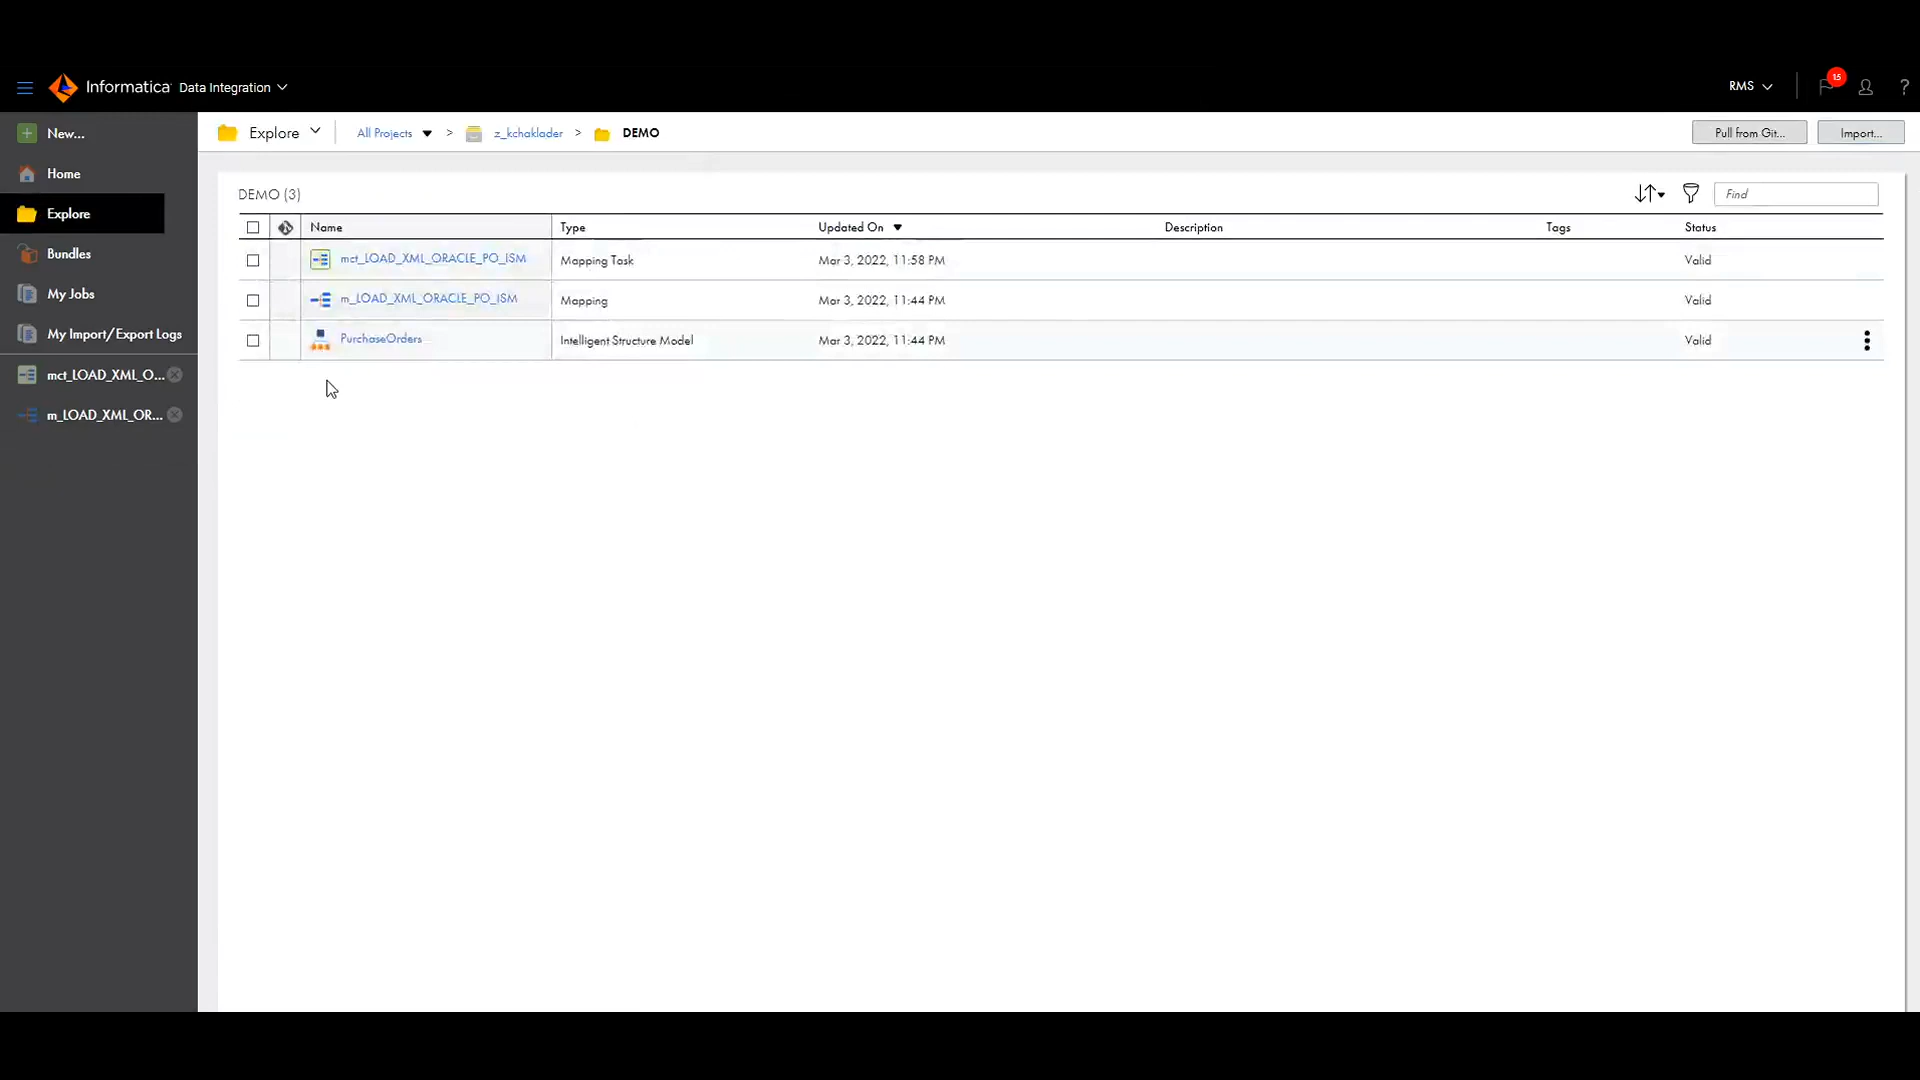 Informatica Data Integration
RMS
15
?
New...
Home
Explore
Bundles
My Jobs
My Import/Export Logs
mct_LOAD_XML_O...
m_LOAD_XML_OR...
Explore
All Projects > z_kchaklader > DEMO
Pull from Git...
Import...
DEMO (3)
Find
Name Type Updated On Description Tags Status
mct_LOAD_XML_ORACLE_PO_ISM Mapping Task Mar 3, 2022, 11:58 PM Valid
m_LOAD_XML_ORACLE_PO_ISM Mapping Mar 3, 2022, 11:44 PM Valid
PurchaseOrders Intelligent Structure Model Mar 3, 2022, 11:44 PM Valid